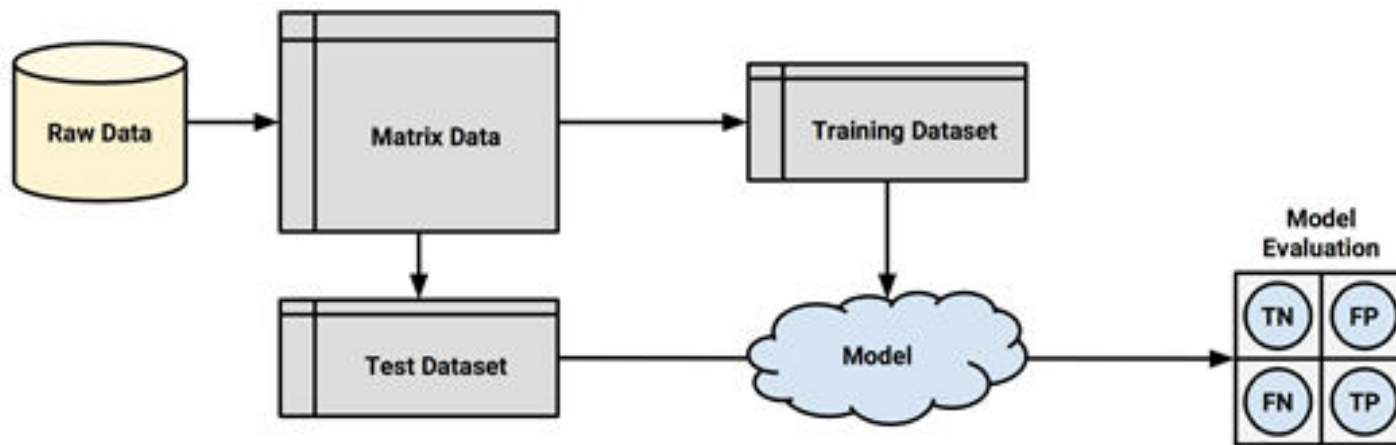 Raw Data
Matrix Data
Training Dataset
Test Dataset
Model
Model
Evaluation
TN
FP
FN
TP